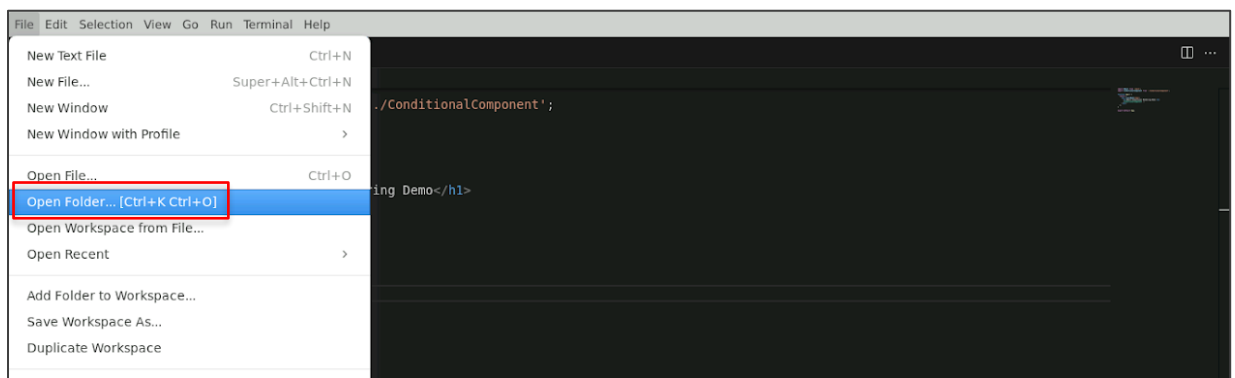 File Edit Selection View Go Run Terminal Help
New Text File Ctrl+N
New File... Super+Alt+Ctrl+N
New Window Ctrl+Shift+N
./ConditionalComponent';
New Window with Profile
Open File... Ctrl+O
ing Demo</h1>
Open Folder... [Ctrl+K Ctrl+O]
Open Workspace from File...
Open Recent
Add Folder to Workspace...
Save Workspace As...
Duplicate Workspace